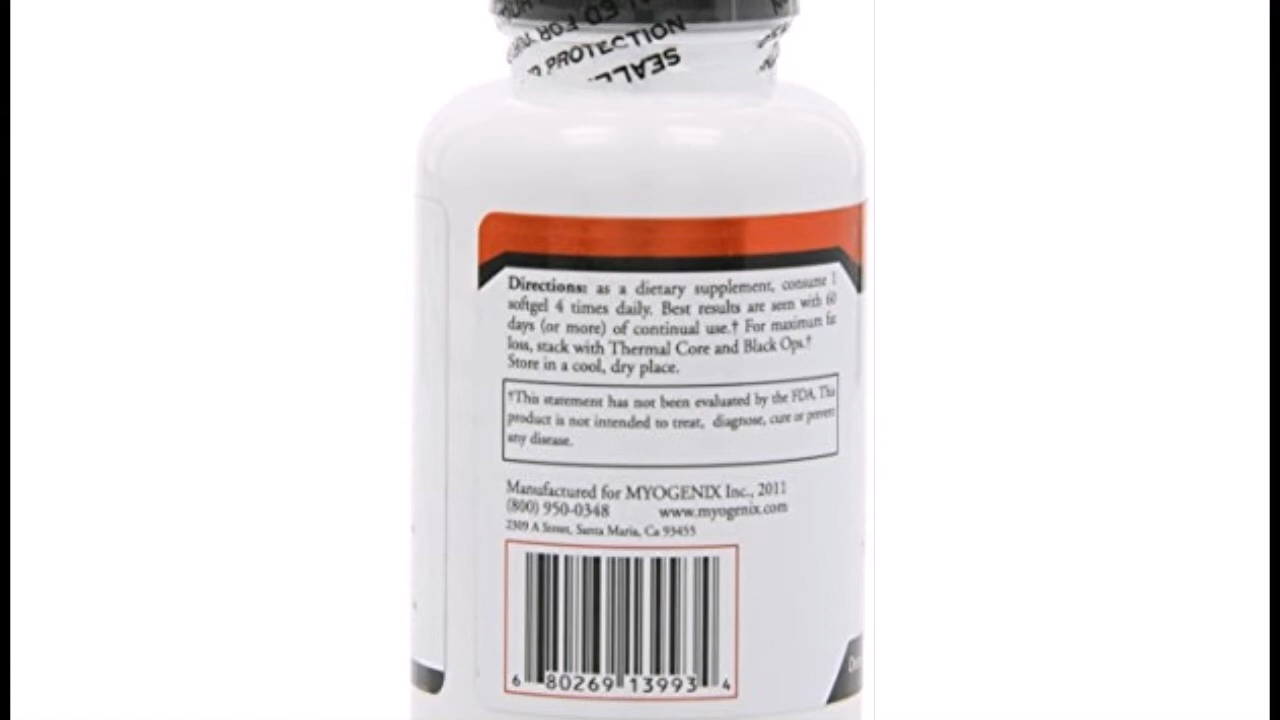 PROTECTION
SEAL
Directions: as a dietary supplement, consume 1
softgel 4 times daily. Best results are seen with 60
days (or more) of continual use.† For maximum fat
loss, stack with Thermal Core and Black Ops.†
Store in a cool, dry place.
†This statement has not been evaluated by the FDA. This
product is not intended to treat, diagnose, cure or prevent
any disease.
Manufactured for MYOGENIX Inc., 2011
(800) 950-0348 www.myogenix.com
2309 A Street, Santa Maria, Ca 93455
6 80269 13993 4